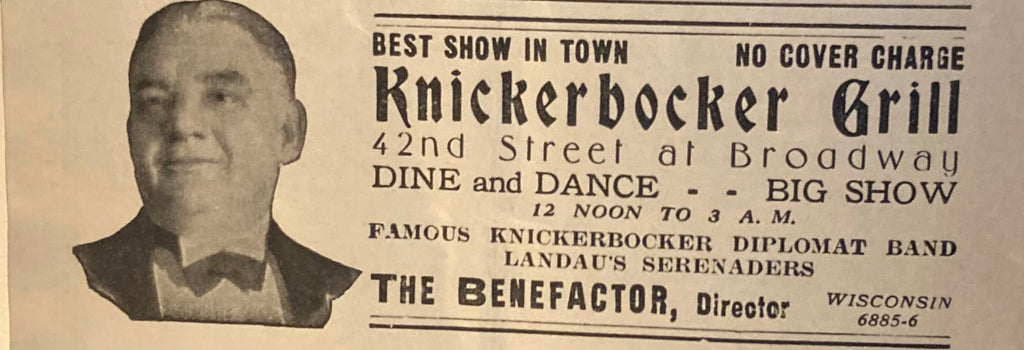 BEST SHOW IN TOWN NO COVER CHARGE
Knickerbocker Grill
42nd Street at Broadway
DINE and DANCE - - BIG SHOW
12 NOON TO 3 A. M.
FAMOUS KNICKERBOCKER DIPLOMAT BAND
LANDAU'S SERENADERS
THE BENEFACTOR, Director WISCONSIN
6885-6